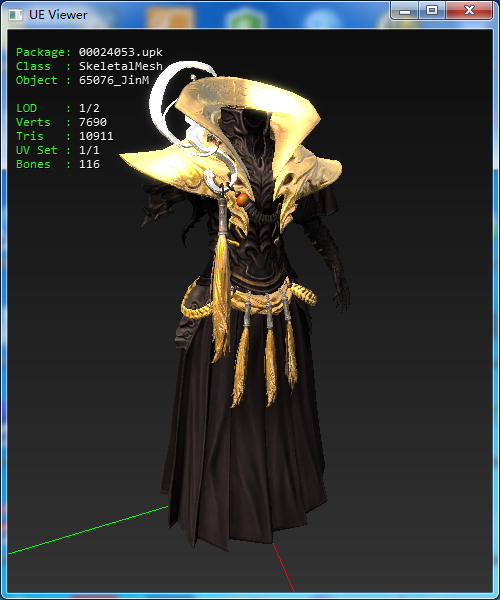 UE Viewer
Package: 00024053.upk
Class : SkeletalMesh
Object : 65076_JinM
LOD : 1/2
Verts : 7690
Tris : 10911
UV Set : 1/1
Bones : 116